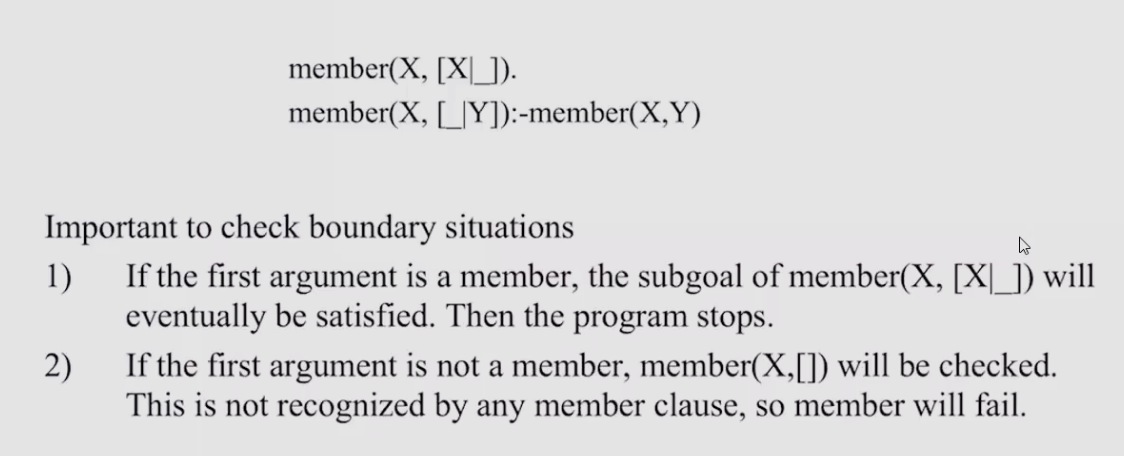 member(X, [X|_]).
member(X, [_|Y]):-member(X,Y)
Important to check boundary situations
1) If the first argument is a member, the subgoal of member(X, [X|_]) will
eventually be satisfied. Then the program stops.
2) If the first argument is not a member, member(X,[]) will be checked.
This is not recognized by any member clause, so member will fail.